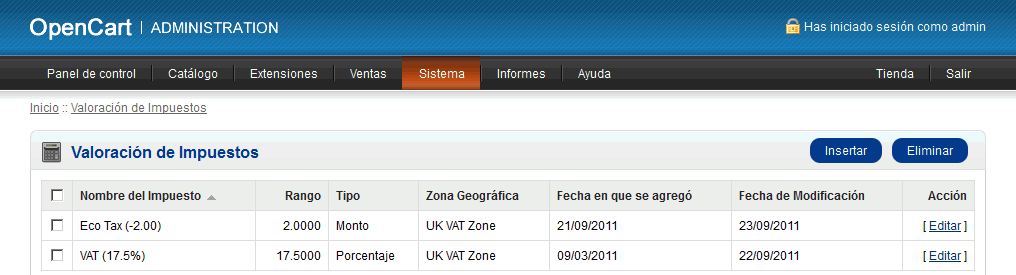 OpenCart | ADMINISTRATION Has iniciado sesión como admin
Panel de control Catálogo Extensiones Ventas Sistema Informes Ayuda Tienda Salir
Inicio :: Valoración de Impuestos
Valoración de Impuestos Insertar Eliminar
Nombre del Impuesto Rango Tipo Zona Geográfica Fecha en que se agregó Fecha de Modificación Acción
Eco Tax (-2.00) 2.0000 Monto UK VAT Zone 21/09/2011 23/09/2011 [ Editar ]
VAT (17.5%) 17.5000 Porcentaje UK VAT Zone 09/03/2011 22/09/2011 [ Editar ]